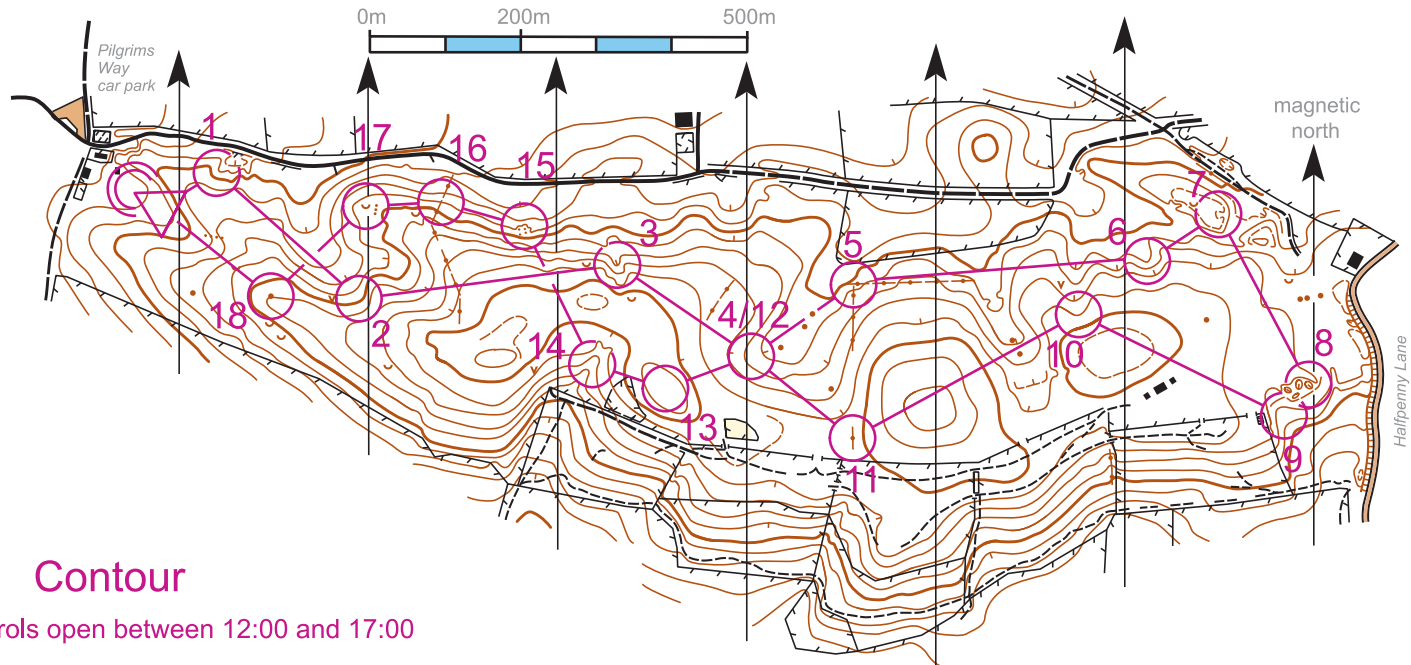 0m 200m 500m
Pilgrims
Way
car park
magnetic
north
1
17
16
15
7
3
5
6
4/12
18
2
14
10
8
13
11
9
Halfpenny Lane
Contour
rols open between 12:00 and 17:00